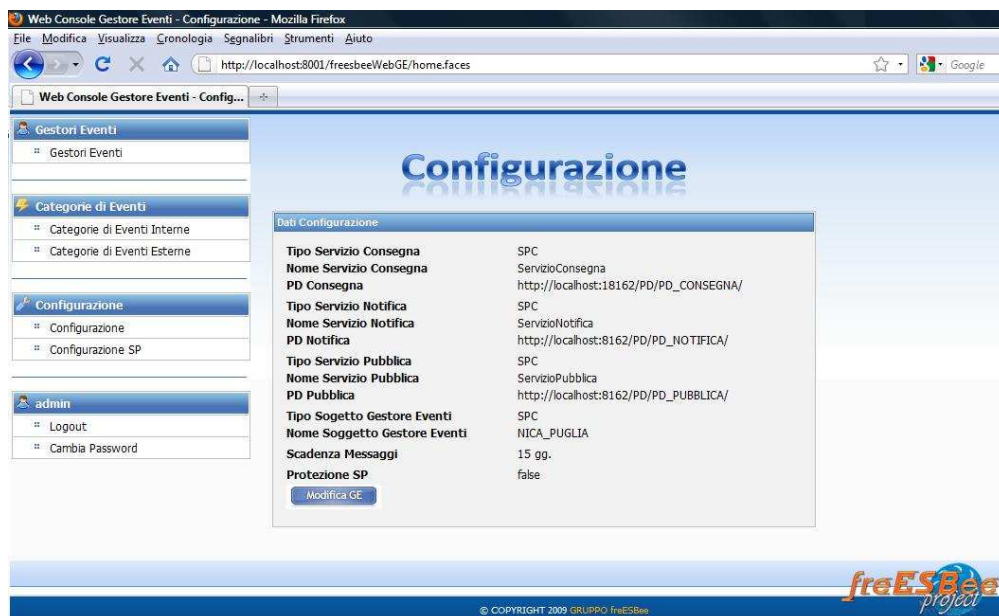 Web Console Gestore Eventi - Configurazione - Mozilla Firefox
File Modifica Visualizza Cronologia Segnalibri Strumenti Aiuto
http://localhost:8001/freesbeeWebGE/home.faces
Google
Web Console Gestore Eventi - Config...
Gestori Eventi
Gestori Eventi
Categorie di Eventi
Categorie di Eventi Interne
Categorie di Eventi Esterne
Configurazione
Configurazione
Configurazione SP
admin
Logout
Cambia Password
Configurazione
Dati Configurazione
Tipo Servizio Consegna SPC
Nome Servizio Consegna ServizioConsegna
PD Consegna http://localhost:18162/PD/PD_CONSEGNA/
Tipo Servizio Notifica SPC
Nome Servizio Notifica ServizioNotifica
PD Notifica http://localhost:8162/PD/PD_NOTIFICA/
Tipo Servizio Pubblica SPC
Nome Servizio Pubblica ServizioPubblica
PD Pubblica http://localhost:8162/PD/PD_PUBBLICA/
Tipo Sogetto Gestore Eventi SPC
Nome Soggetto Gestore Eventi NICA_PUGLIA
Scadenza Messaggi 15 gg.
Protezione SP false
Modifica GE
freESBee
project
© COPYRIGHT 2009 GRUPPO freESBee